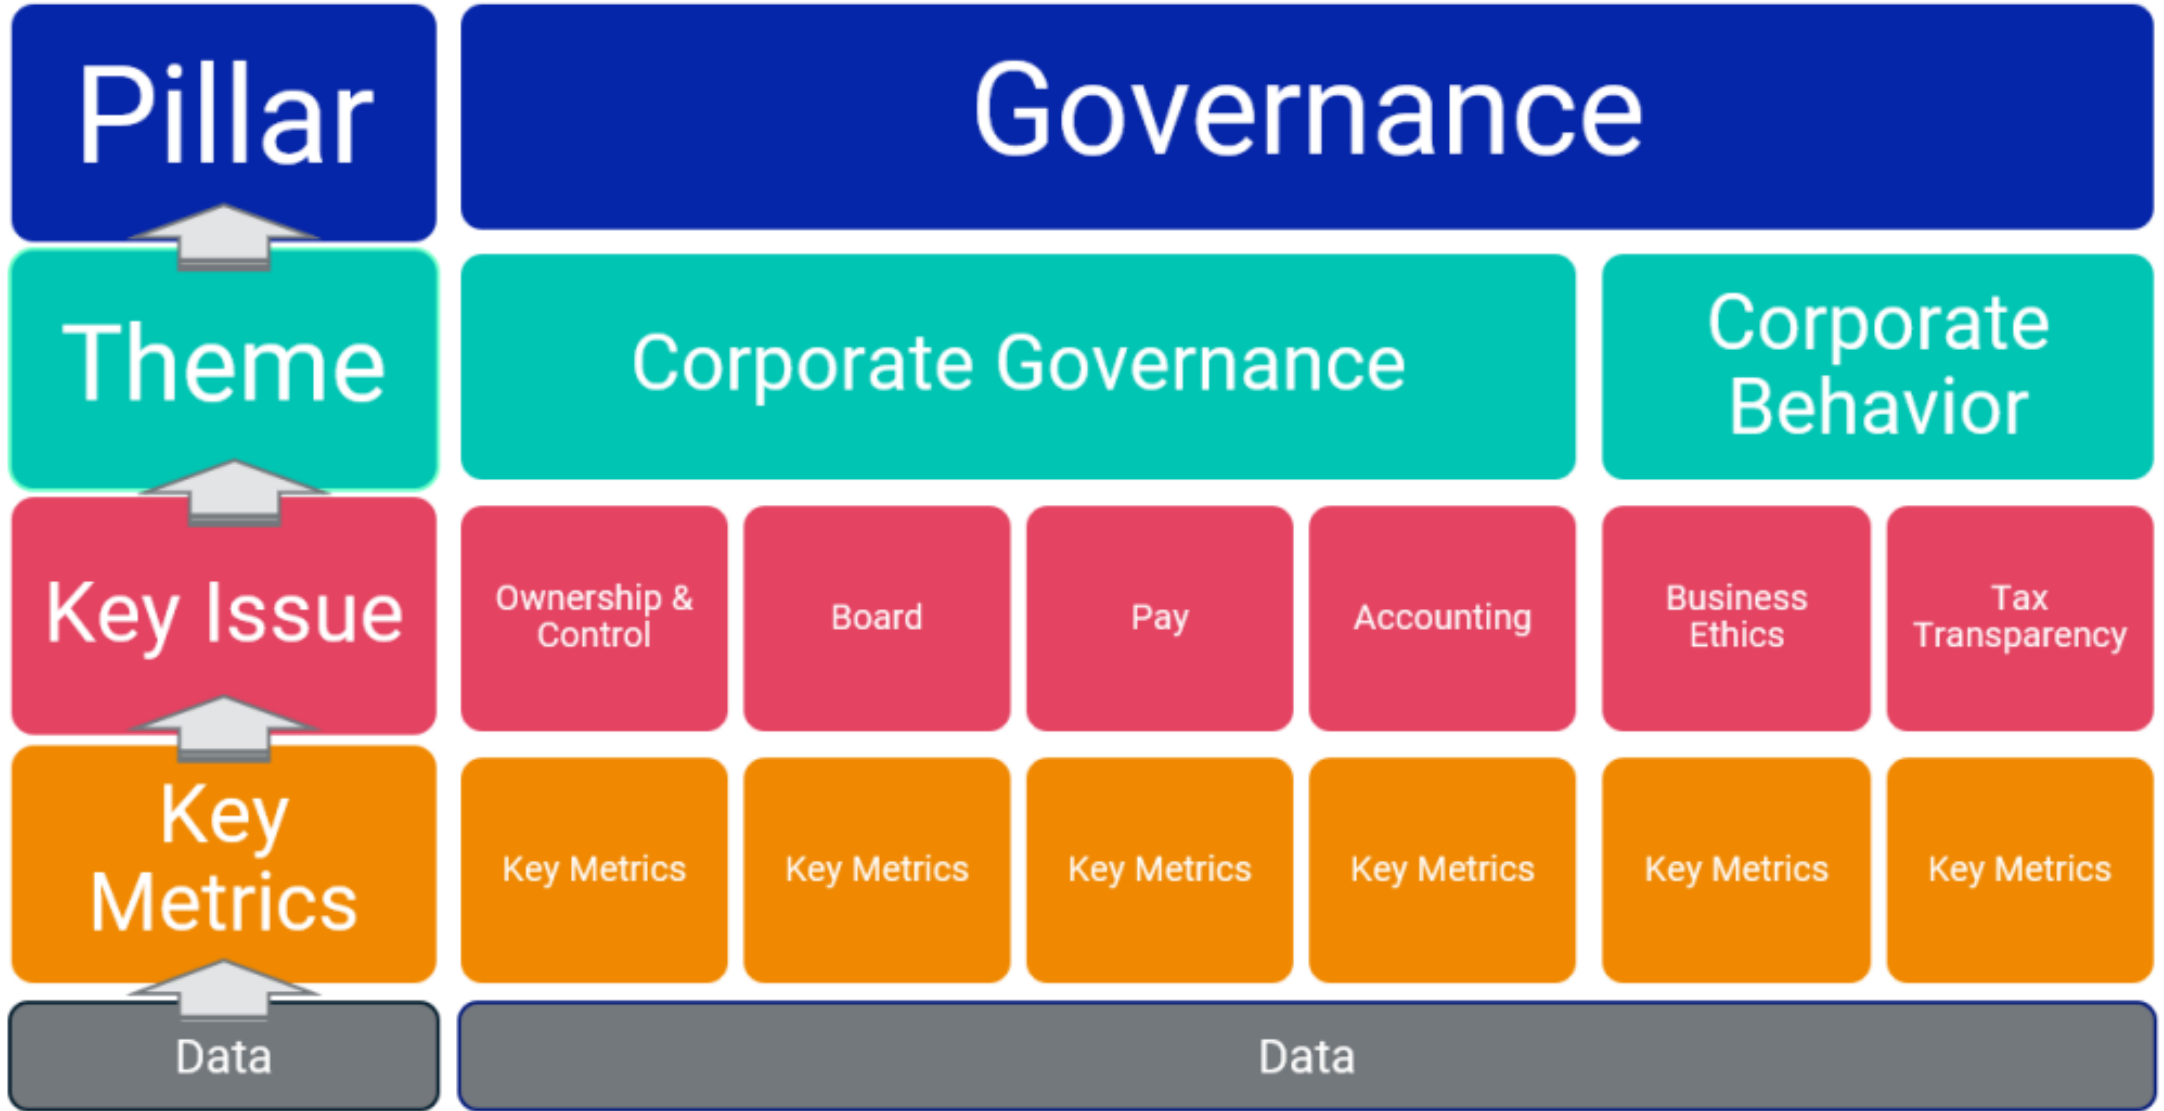 Pillar
Governance
Theme
Corporate Governance
Corporate
Behavior
Key Issue
Ownership &
Control
Board
Pay
Accounting
Business
Ethics
Tax
Transparency
Key
Metrics
Key Metrics
Key Metrics
Key Metrics
Key Metrics
Key Metrics
Key Metrics
Data
Data